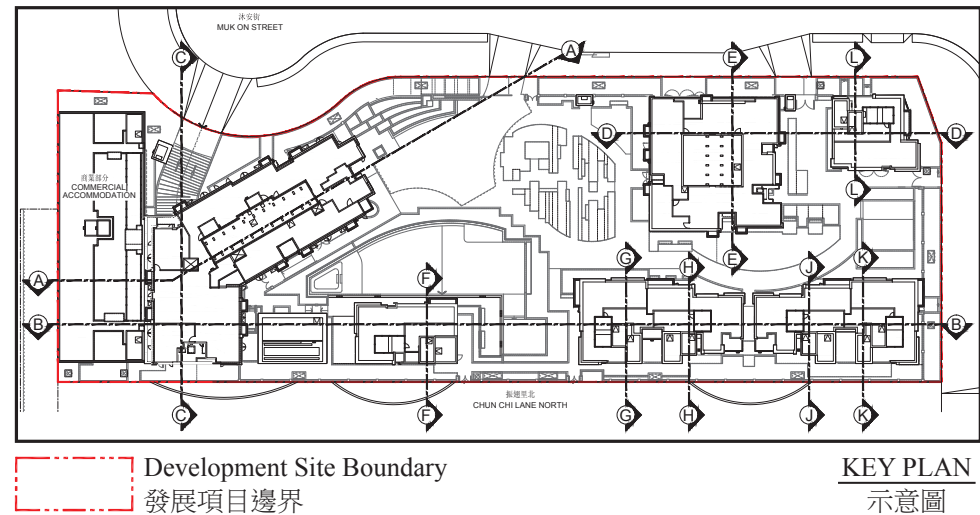 沐安街
MUK ON STREET
C
A
E
L
D
D
商業部分
COMMERCIAL
ACCOMMODATION
L
A
F
G
H
E
J
K
B
B
C
F
G
H
J
K
振翅里北
CHUN CHI LANE NORTH
Development Site Boundary
發展項目邊界
KEY PLAN
示意圖